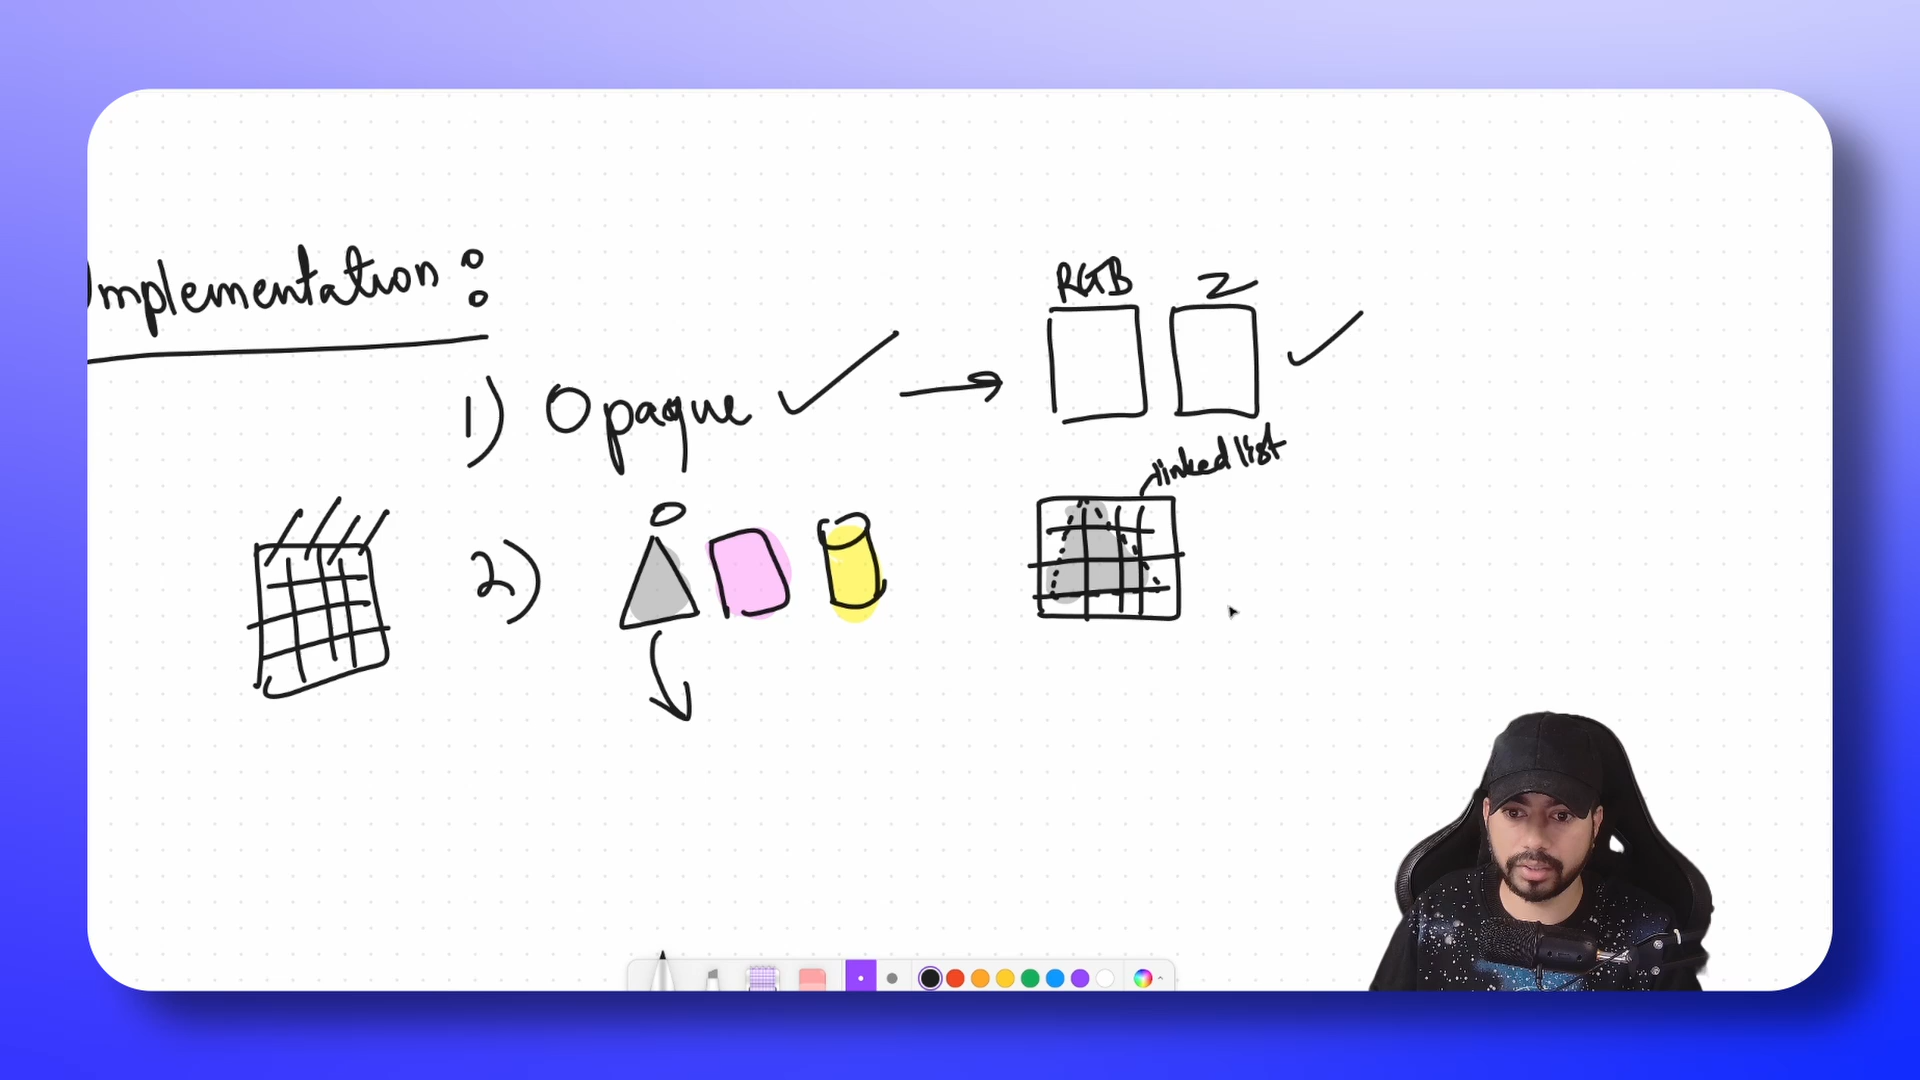 Implementation :
RGB Z
1) Opaque
linked list
2)